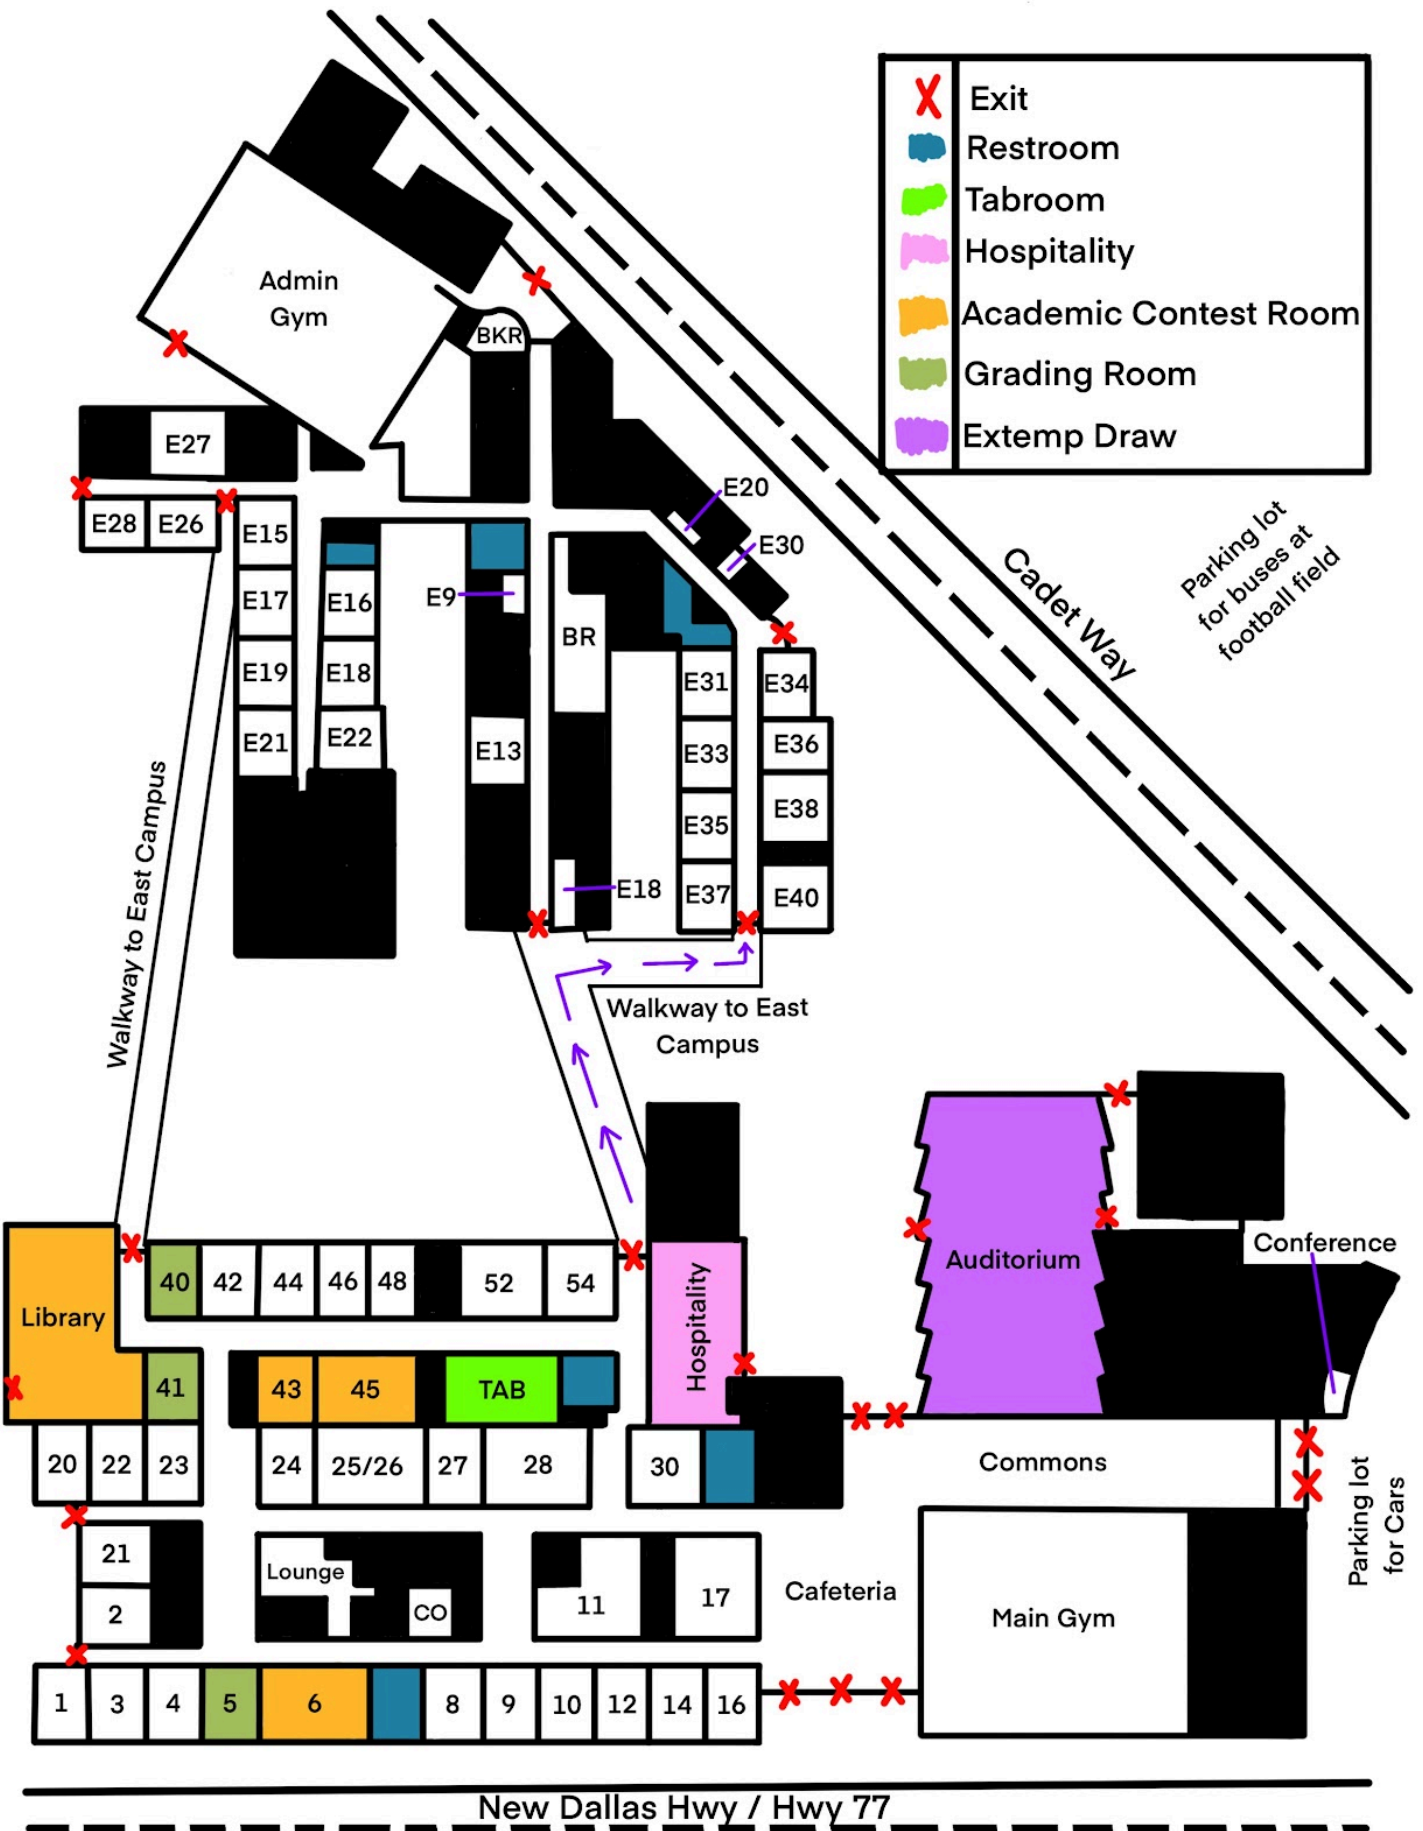 Exit
Restroom
Tabroom
Hospitality
Academic Contest Room
Grading Room
Extemp Draw
Admin
Gym
BKR
E27
E28
E26
E15
E17
E19
E21
E16
E18
E22
E9
E13
BR
E18
E20
E30
E31
E33
E35
E37
E34
E36
E38
E40
Cadet Way
Parking lot
for buses at
football field
Walkway to East Campus
Walkway to East
Campus
Library
40
42
44
46
48
52
54
41
43
45
TAB
Hospitality
Auditorium
Conference
20
22
23
24
25/26
27
28
30
Commons
Parking lot
for Cars
21
2
Lounge
CO
11
17
Cafeteria
Main Gym
1
3
4
5
6
8
9
10
12
14
16
New Dallas Hwy / Hwy 77